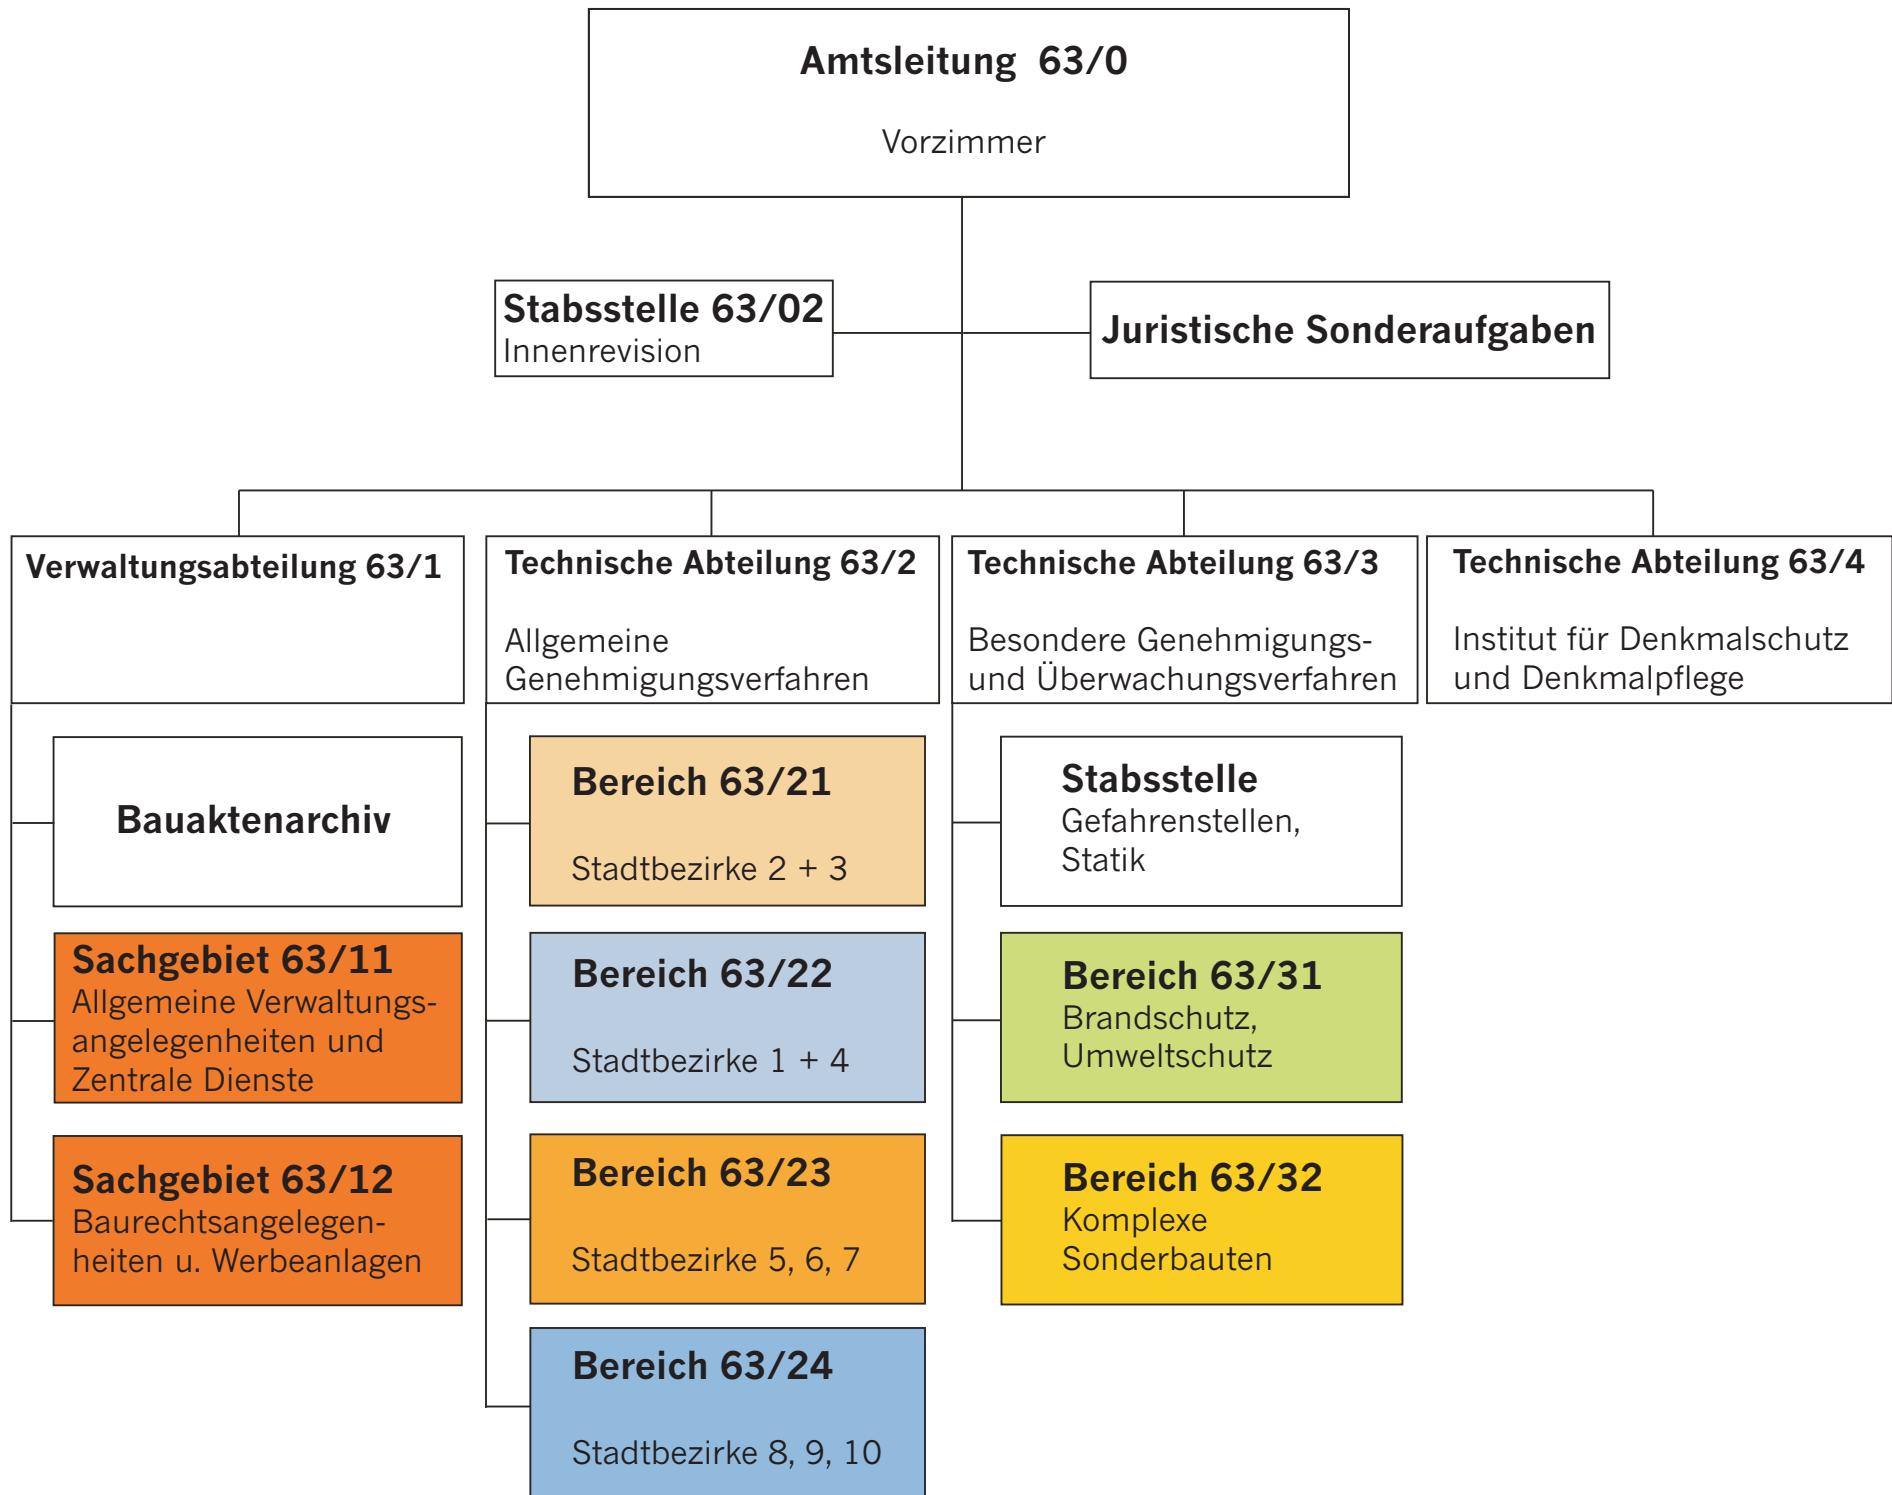 Amtsleitung 63/0
Vorzimmer
Stabsstelle 63/02
Innenrevision
Juristische Sonderaufgaben
Verwaltungsabteilung 63/1
Technische Abteilung 63/2
Allgemeine
Genehmigungsverfahren
Technische Abteilung 63/3
Besondere Genehmigungs-
und Überwachungsverfahren
Technische Abteilung 63/4
Institut für Denkmalschutz
und Denkmalpflege
Bauaktenarchiv
Sachgebiet 63/11
Allgemeine Verwaltungs-
angelegenheiten und
Zentrale Dienste
Sachgebiet 63/12
Baurechtsangelegen-
heiten u. Werbeanlagen
Bereich 63/21
Stadtbezirke 2 + 3
Bereich 63/22
Stadtbezirke 1 + 4
Bereich 63/23
Stadtbezirke 5, 6, 7
Bereich 63/24
Stadtbezirke 8, 9, 10
Stabsstelle
Gefahrenstellen,
Statik
Bereich 63/31
Brandschutz,
Umweltschutz
Bereich 63/32
Komplexe
Sonderbauten